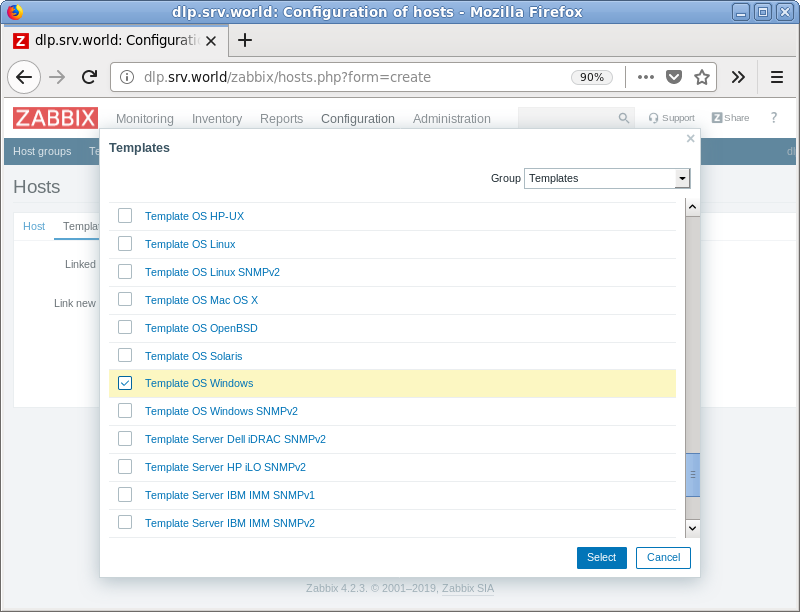 dlp.srv.world: Configuration of hosts - Mozilla Firefox
Z dlp.srv.world: Configurati
dlp.srv.world/zabbix/hosts.php?form=create 90%
ZABBIX Monitoring Inventory Reports Configuration Administration Support Z Share ?
Host groups Te dl
Templates
Group Templates
Hosts
Host Templat
Linked
Link new
Template OS HP-UX
Template OS Linux
Template OS Linux SNMPv2
Template OS Mac OS X
Template OS OpenBSD
Template OS Solaris
Template OS Windows
Template OS Windows SNMPv2
Template Server Dell iDRAC SNMPv2
Template Server HP iLO SNMPv2
Template Server IBM IMM SNMPv1
Template Server IBM IMM SNMPv2
Select Cancel
Zabbix 4.2.3. © 2001–2019, Zabbix SIA